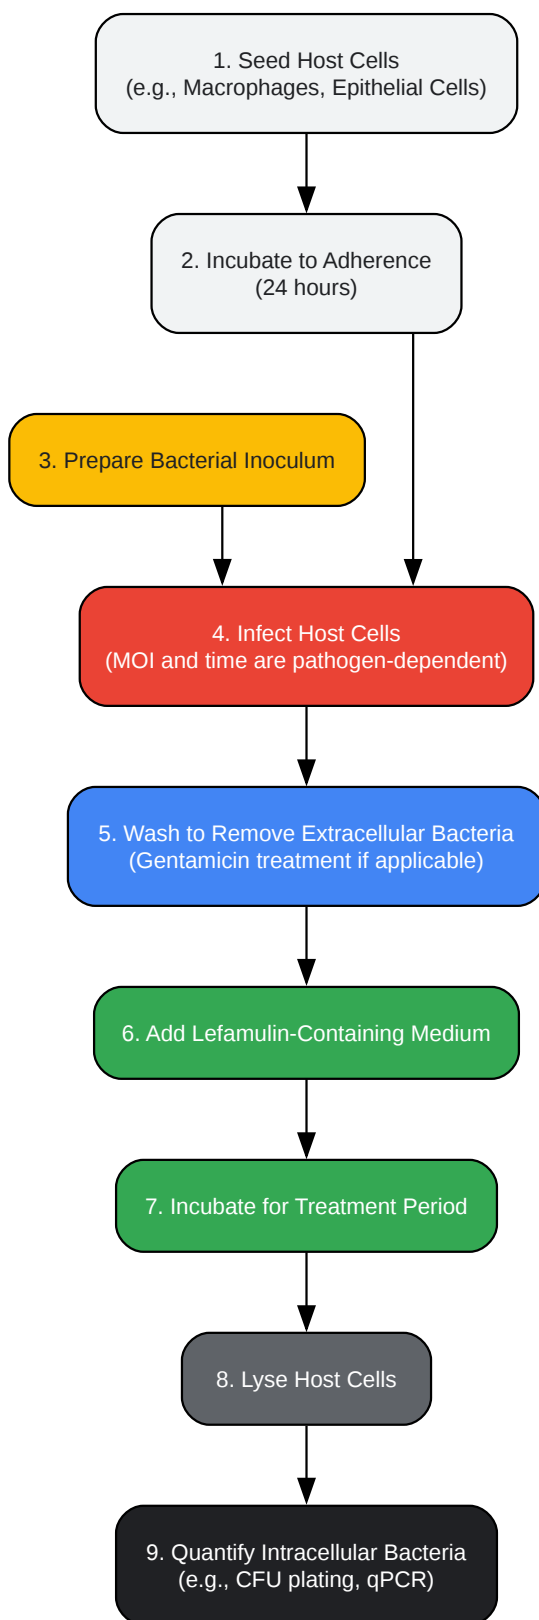 1. Seed Host Cells
(e.g., Macrophages, Epithelial Cells)
2. Incubate to Adherence
(24 hours)
3. Prepare Bacterial Inoculum
4. Infect Host Cells
(MOI and time are pathogen-dependent)
5. Wash to Remove Extracellular Bacteria
(Gentamicin treatment if applicable)
6. Add Lefamulin-Containing Medium
7. Incubate for Treatment Period
8. Lyse Host Cells
9. Quantify Intracellular Bacteria
(e.g., CFU plating, qPCR)